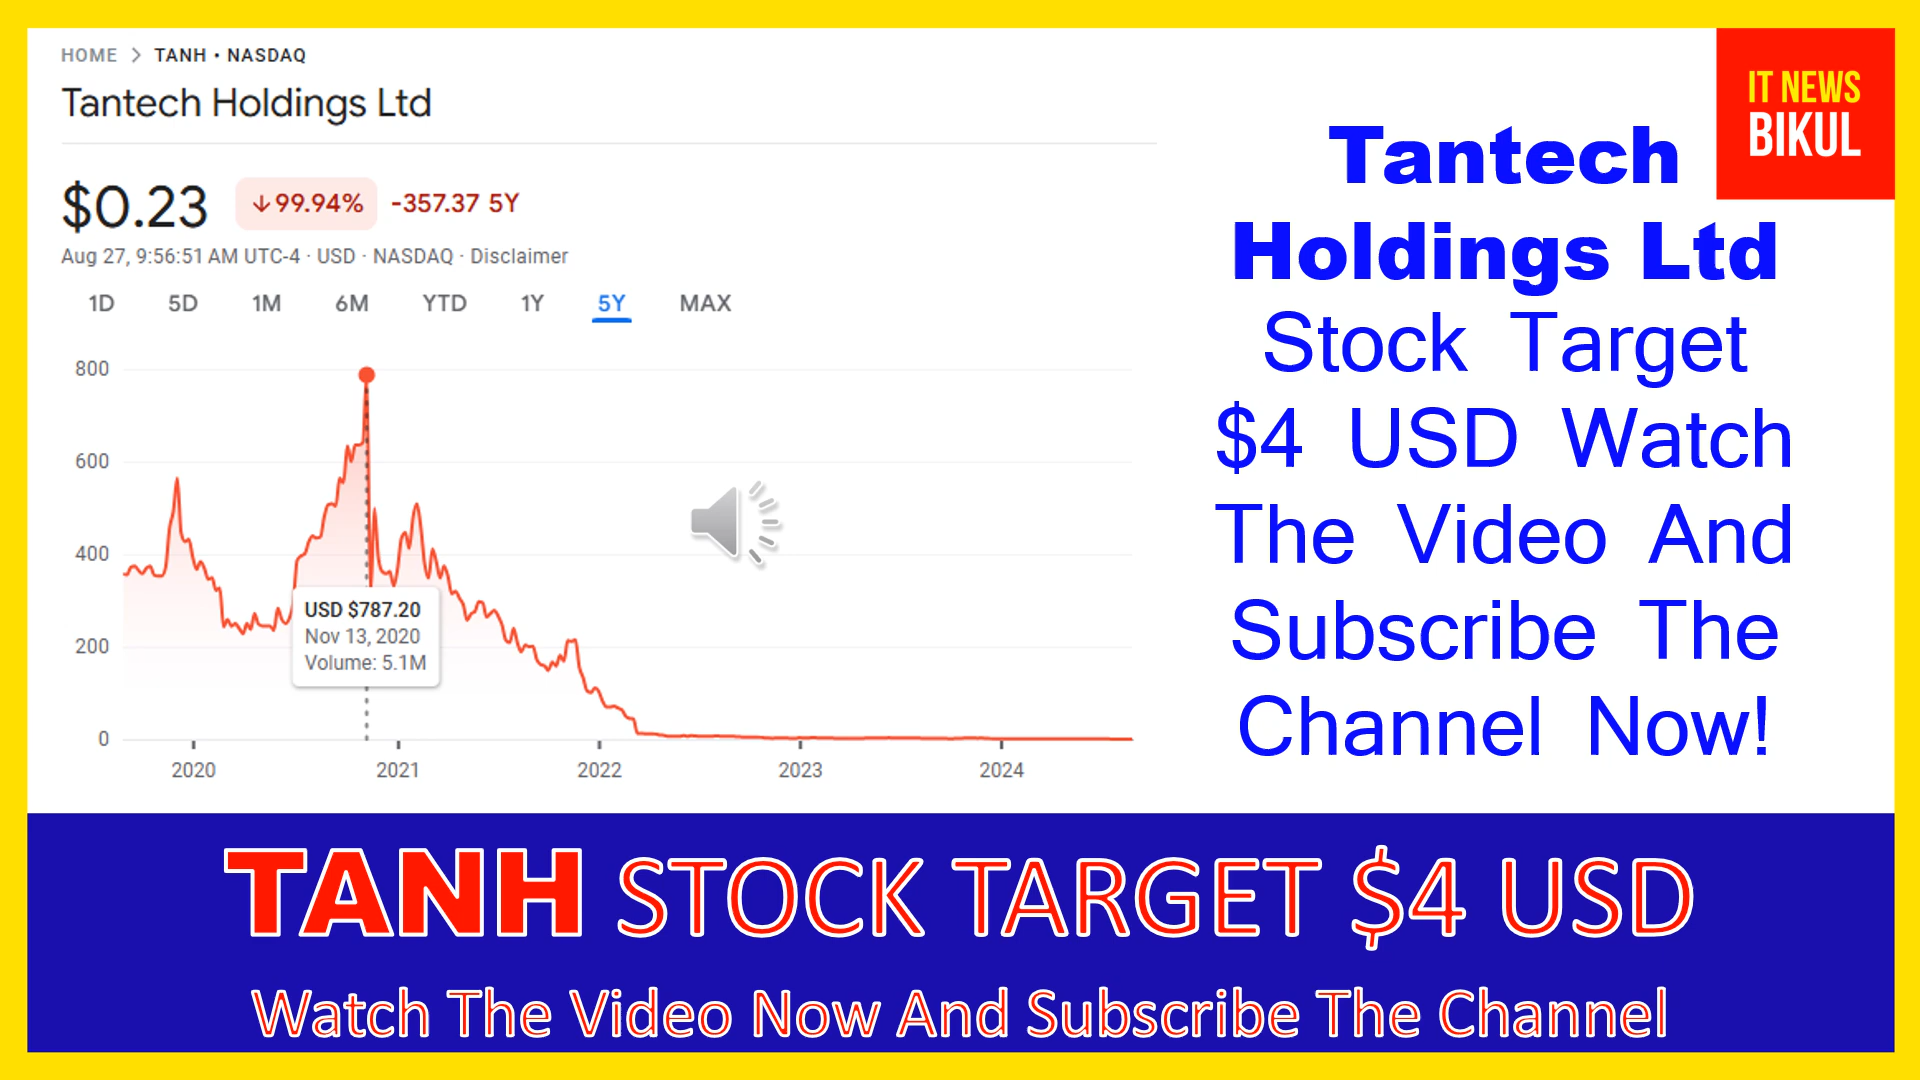 HOME > TANH • NASDAQ
Tantech Holdings Ltd
$0.23 ↓99.94% -357.37 5Y
Aug 27, 9:56:51 AM UTC-4 · USD · NASDAQ · Disclaimer
1D 5D 1M 6M YTD 1Y 5Y MAX
800
600
400
200
0
USD $787.20
Nov 13, 2020
Volume: 5.1M
2020 2021 2022 2023 2024
IT NEWS
BIKUL
Tantech
Holdings Ltd
Stock Target
$4 USD Watch
The Video And
Subscribe The
Channel Now!
TANH STOCK TARGET $4 USD
Watch The Video Now And Subscribe The Channel